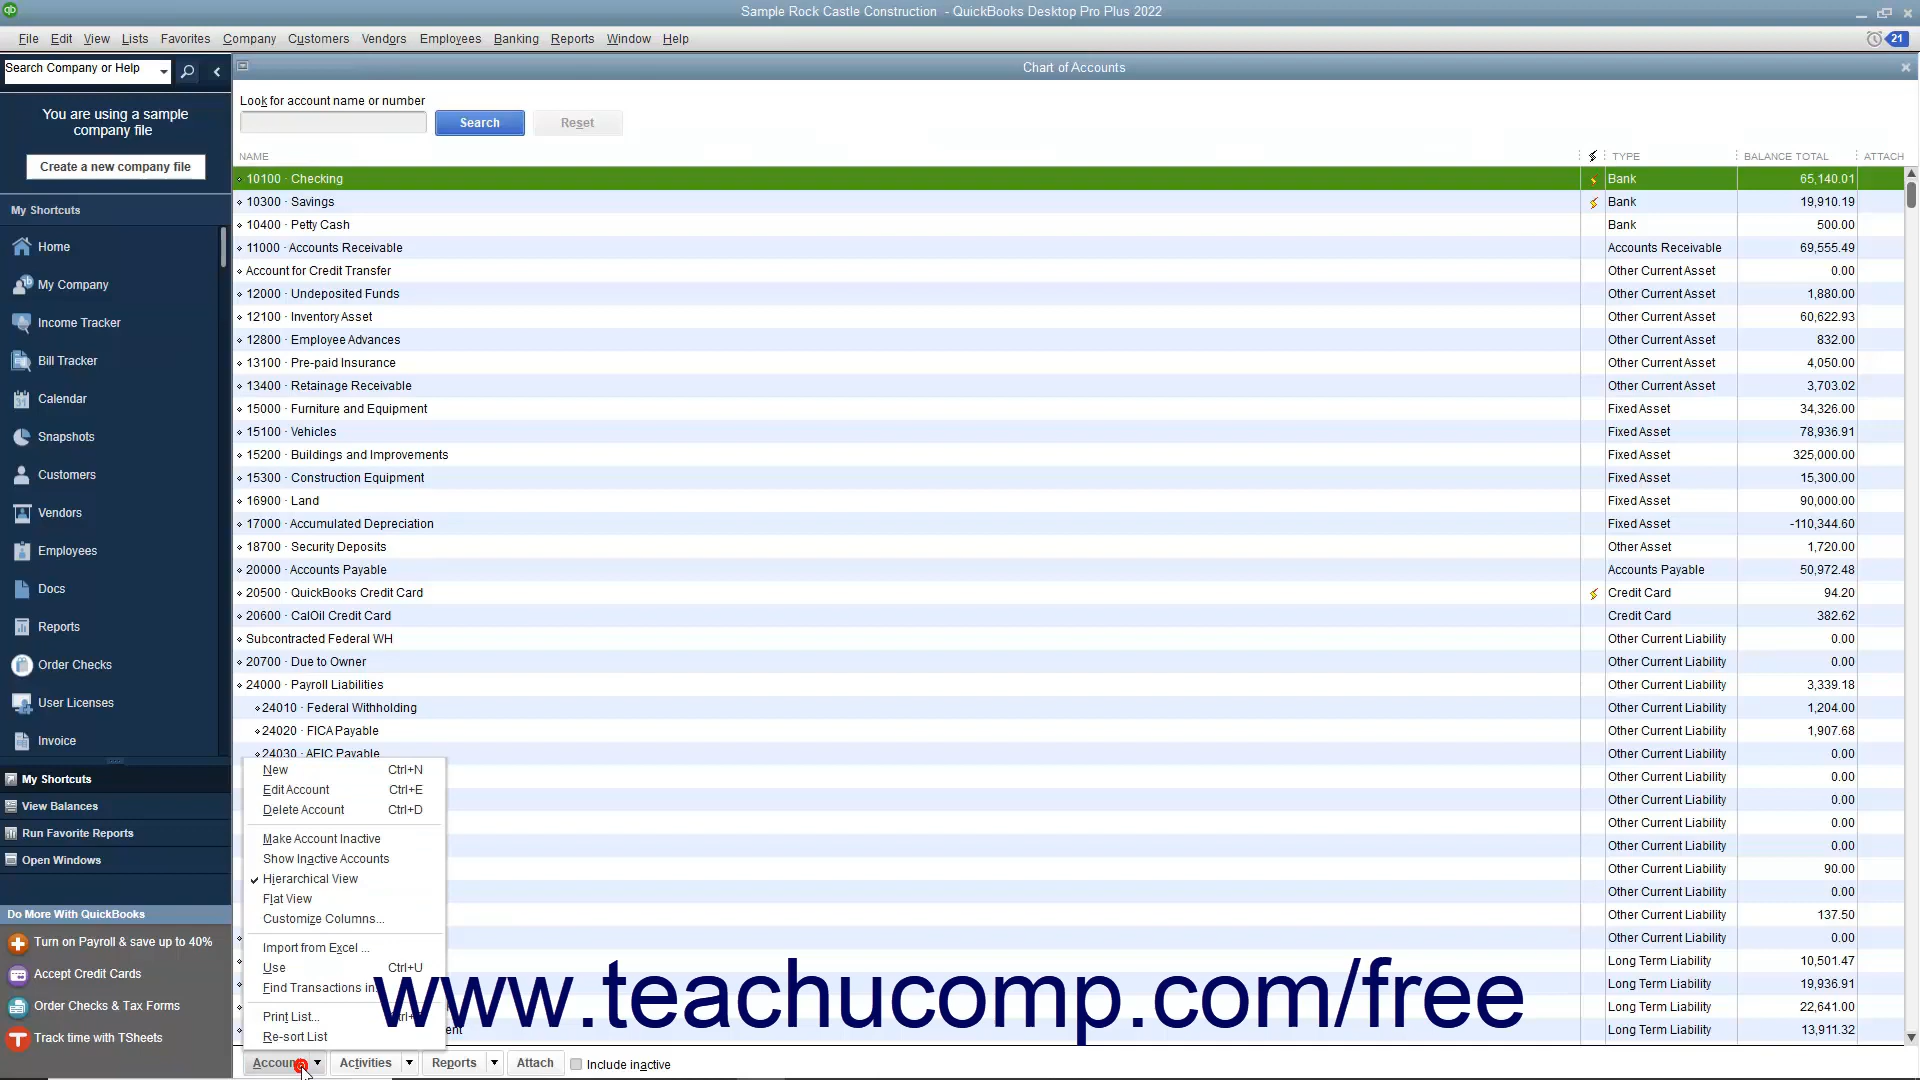 Sample Rock Castle Construction - QuickBooks Desktop Pro Plus 2022
File Edit View Lists Favorites Company Customers Vendors Employees Banking Reports Window Help
21
Search Company or Help
Chart of Accounts
You are using a sample
company file
Create a new company file
My Shortcuts
Home
My Company
Income Tracker
Bill Tracker
Calendar
Snapshots
Customers
Vendors
Employees
Docs
Reports
Order Checks
User Licenses
Invoice
My Shortcuts
View Balances
Run Favorite Reports
Open Windows
Do More With QuickBooks
Turn on Payroll & save up to 40%
Accept Credit Cards
Order Checks & Tax Forms
Track time with TSheets
Look for account name or number
Search Reset
NAME TYPE BALANCE TOTAL ATTACH
10100 · Checking Bank 65,140.01
10300 · Savings Bank 19,910.19
10400 · Petty Cash Bank 500.00
11000 · Accounts Receivable Accounts Receivable 69,555.49
Account for Credit Transfer Other Current Asset 0.00
12000 · Undeposited Funds Other Current Asset 1,880.00
12100 · Inventory Asset Other Current Asset 60,622.93
12800 · Employee Advances Other Current Asset 832.00
13100 · Pre-paid Insurance Other Current Asset 4,050.00
13400 · Retainage Receivable Other Current Asset 3,703.02
15000 · Furniture and Equipment Fixed Asset 34,326.00
15100 · Vehicles Fixed Asset 78,936.91
15200 · Buildings and Improvements Fixed Asset 325,000.00
15300 · Construction Equipment Fixed Asset 15,300.00
16900 · Land Fixed Asset 90,000.00
17000 · Accumulated Depreciation Fixed Asset -110,344.60
18700 · Security Deposits Other Asset 1,720.00
20000 · Accounts Payable Accounts Payable 50,972.48
20500 · QuickBooks Credit Card Credit Card 94.20
20600 · CalOil Credit Card Credit Card 382.62
Subcontracted Federal WH Other Current Liability 0.00
20700 · Due to Owner Other Current Liability 0.00
24000 · Payroll Liabilities Other Current Liability 3,339.18
24010 · Federal Withholding Other Current Liability 1,204.00
24020 · FICA Payable Other Current Liability 1,907.68
24030 · AEIC Payable Other Current Liability 0.00
Other Current Liability 0.00
Other Current Liability 0.00
Other Current Liability 0.00
Other Current Liability 0.00
Other Current Liability 90.00
Other Current Liability 0.00
Other Current Liability 137.50
Other Current Liability 0.00
Long Term Liability 10,501.47
Long Term Liability 19,936.91
Long Term Liability 22,641.00
Long Term Liability 13,911.32
New Ctrl+N
Edit Account Ctrl+E
Delete Account Ctrl+D
Make Account Inactive
Show Inactive Accounts
Hierarchical View
Flat View
Customize Columns...
Import from Excel ...
Use Ctrl+U
Find Transactions in
Print List...
Re-sort List
www.teachucomp.com/free
Account Activities Reports Attach Include inactive